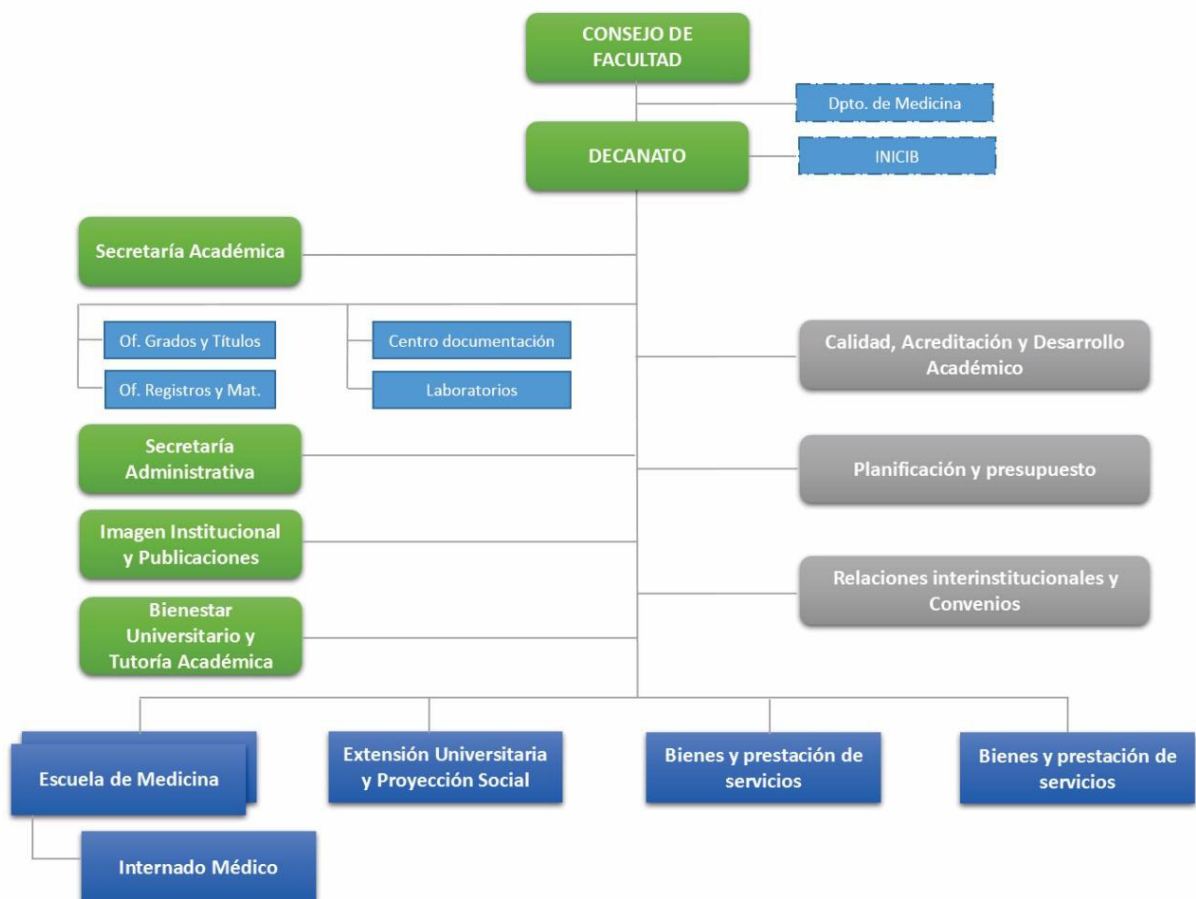 CONSEJO DE
FACULTAD
Dpto. de Medicina
DECANATO
INICIB
Secretaría Académica
Of. Grados y Títulos
Centro documentación
Of. Registros y Mat.
Laboratorios
Calidad, Acreditación y Desarrollo
Académico
Secretaría
Administrativa
Planificación y presupuesto
Imagen Institucional
y Publicaciones
Relaciones interinstitucionales y
Convenios
Bienestar
Universitario y
Tutoría Académica
Escuela de Medicina
Extensión Universitaria
y Proyección Social
Bienes y prestación de
servicios
Bienes y prestación de
servicios
Internado Médico